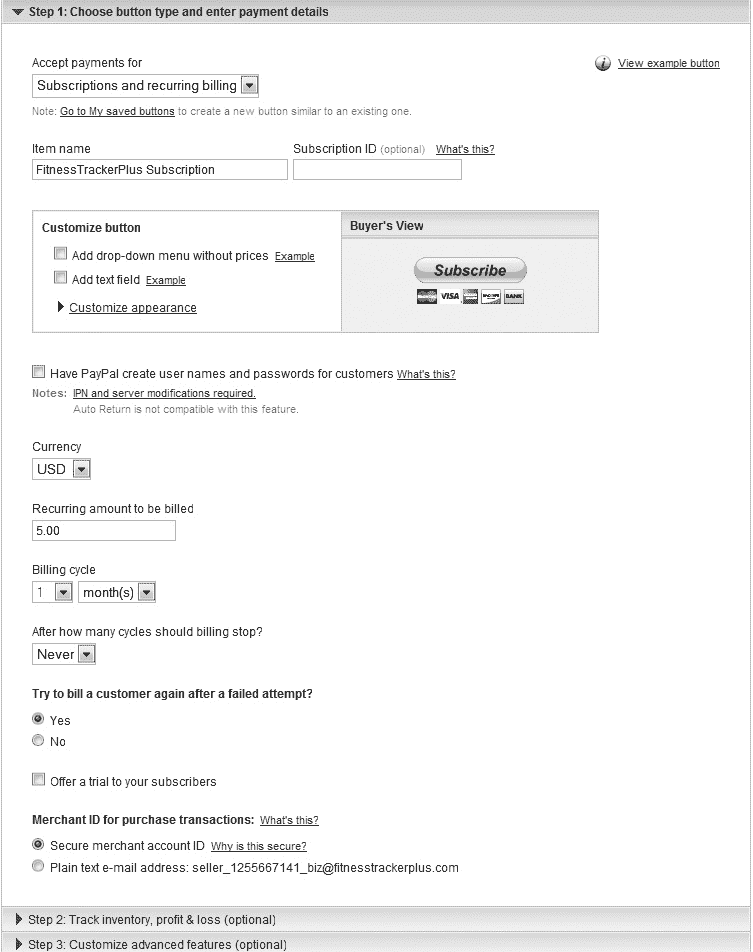 Step 1: Choose button type and enter payment details
Accept payments for
Subscriptions and recurring billing
View example button
Note: Go to My saved buttons to create a new button similar to an existing one.
Item name
Subscription ID (optional) What's this?
FitnessTrackerPlus Subscription
Customize button
Buyer's View
Add drop-down menu without prices Example
Add text field Example
Customize appearance
Subscribe
VISA
BANK
Have PayPal create user names and passwords for customers What's this?
Notes: IPN and server modifications required.
Auto Return is not compatible with this feature.
Currency
USD
Recurring amount to be billed
5.00
Billing cycle
1 month(s)
After how many cycles should billing stop?
Never
Try to bill a customer again after a failed attempt?
Yes
No
Offer a trial to your subscribers
Merchant ID for purchase transactions: What's this?
Secure merchant account ID Why is this secure?
Plain text e-mail address: seller_1255667141_biz@fitnesstrackerplus.com
Step 2: Track inventory, profit & loss (optional)
Step 3: Customize advanced features (optional)